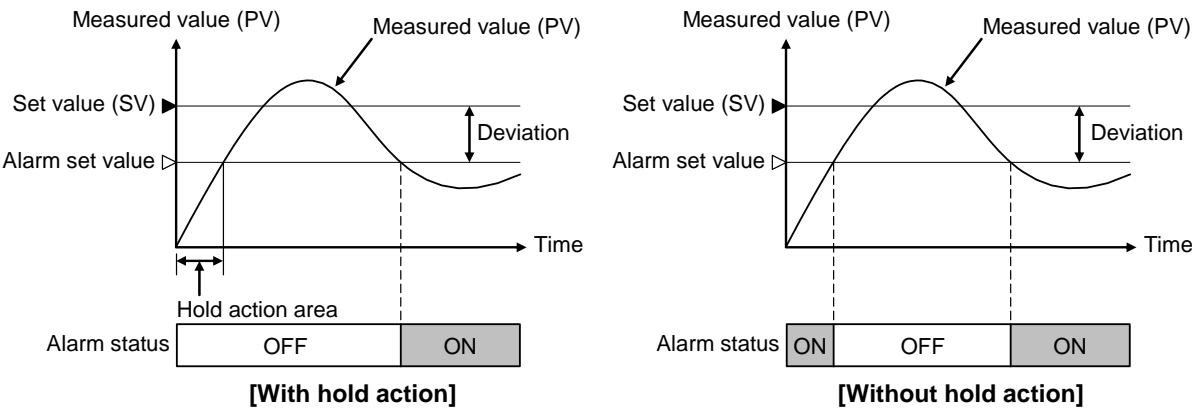 Measured value (PV)
Measured value (PV)
Set value (SV)
Deviation
Alarm set value
Time
Hold action area
Alarm status
OFF
ON
[With hold action]
Measured value (PV)
Measured value (PV)
Set value (SV)
Deviation
Alarm set value
Time
Alarm status
ON
OFF
ON
[Without hold action]